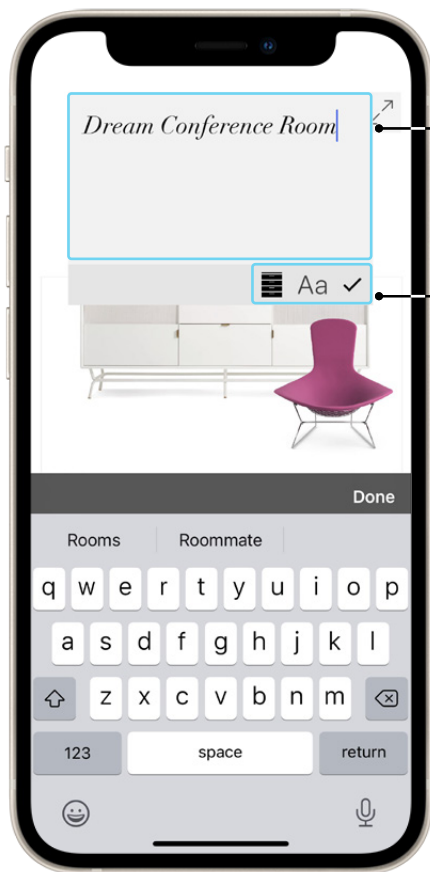 Dream Conference Room
Aa
Done
Rooms Roommate
q w e r t y u i o p
a s d f g h j k l
z x c v b n m
123 space return